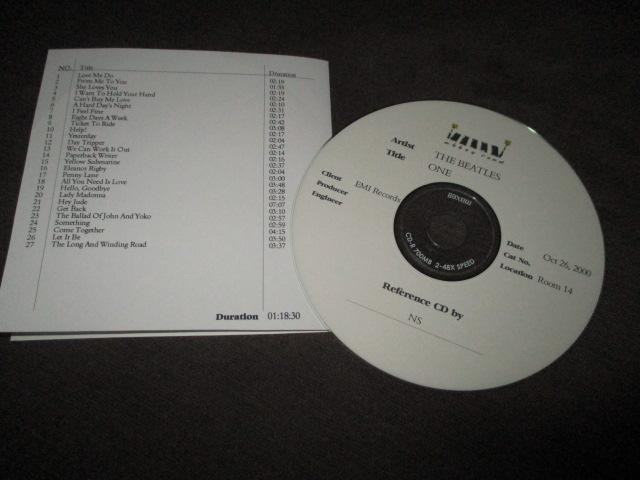 NO. Title Duration
1 Love Me Do 02:19
2 From Me To You 01:55
3 She Loves You 02:19
4 I Want To Hold Your Hand 02:24
5 Can't Buy Me Love 02:10
6 A Hard Day's Night 02:31
7 I Feel Fine 02:17
8 Eight Days A Week 02:42
9 Ticket To Ride 03:08
10 Help! 02:17
11 Yesterday 02:04
12 Day Tripper 02:47
13 We Can Work It Out 02:14
14 Paperback Writer 02:16
15 Yellow Submarine 02:37
16 Eleanor Rigby 02:04
17 Penny Lane 03:00
18 All You Need Is Love 03:48
19 Hello, Goodbye 03:28
20 Lady Madonna 02:15
21 Hey Jude 07:07
22 Get Back 03:10
23 The Ballad Of John And Yoko 02:57
24 Something 02:59
25 Come Together 04:15
26 Let It Be 03:50
27 The Long And Winding Road 03:37
Duration 01:18:30
abbey road
Artist THE BEATLES
Title ONE
Client EMI Records
Producer
Engineer
CD-R 700MB 2-48X SPEED
Date Oct 26, 2000
Cat No.
Location Room 14
Reference CD by
NS